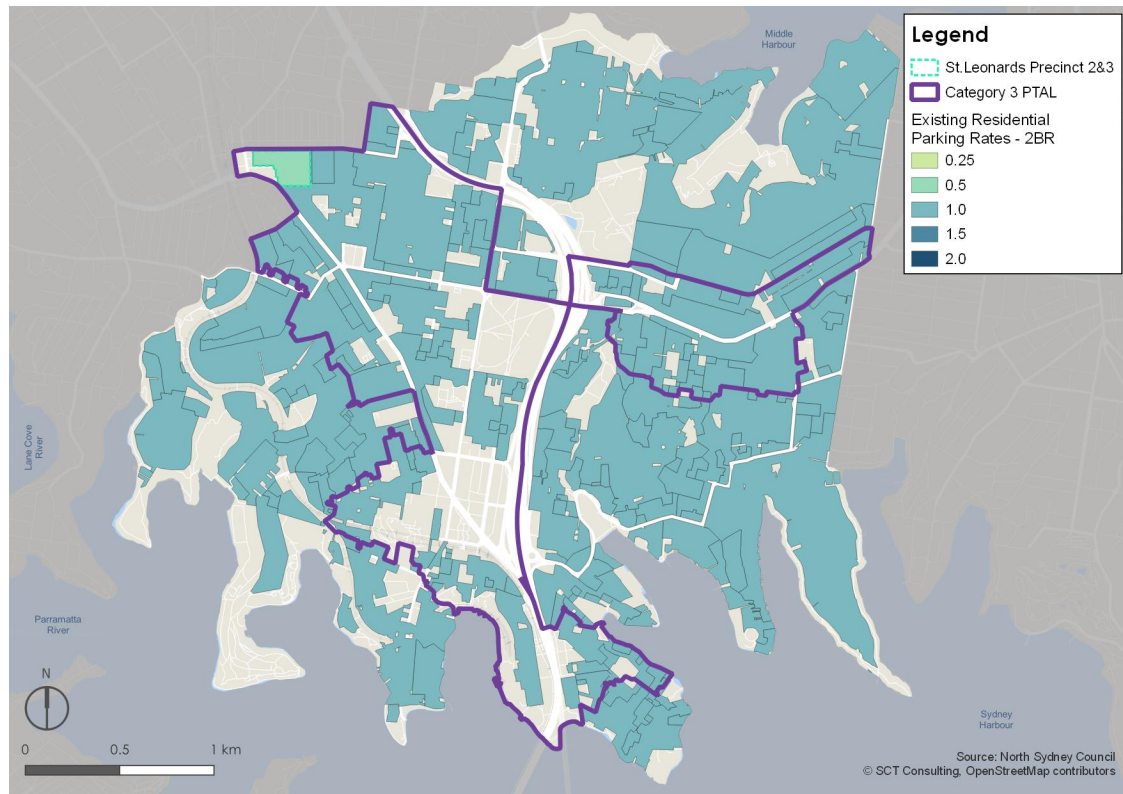 Middle
Harbour
Legend
St.Leonards Precinct 2&3
Category 3 PTAL
Existing Residential
Parking Rates - 2BR
0.25
0.5
1.0
1.5
2.0
Lane Cove
River
Parramatta
River
N
0 0.5 1 km
Sydney
Harbour
Source: North Sydney Council
© SCT Consulting, OpenStreetMap contributors